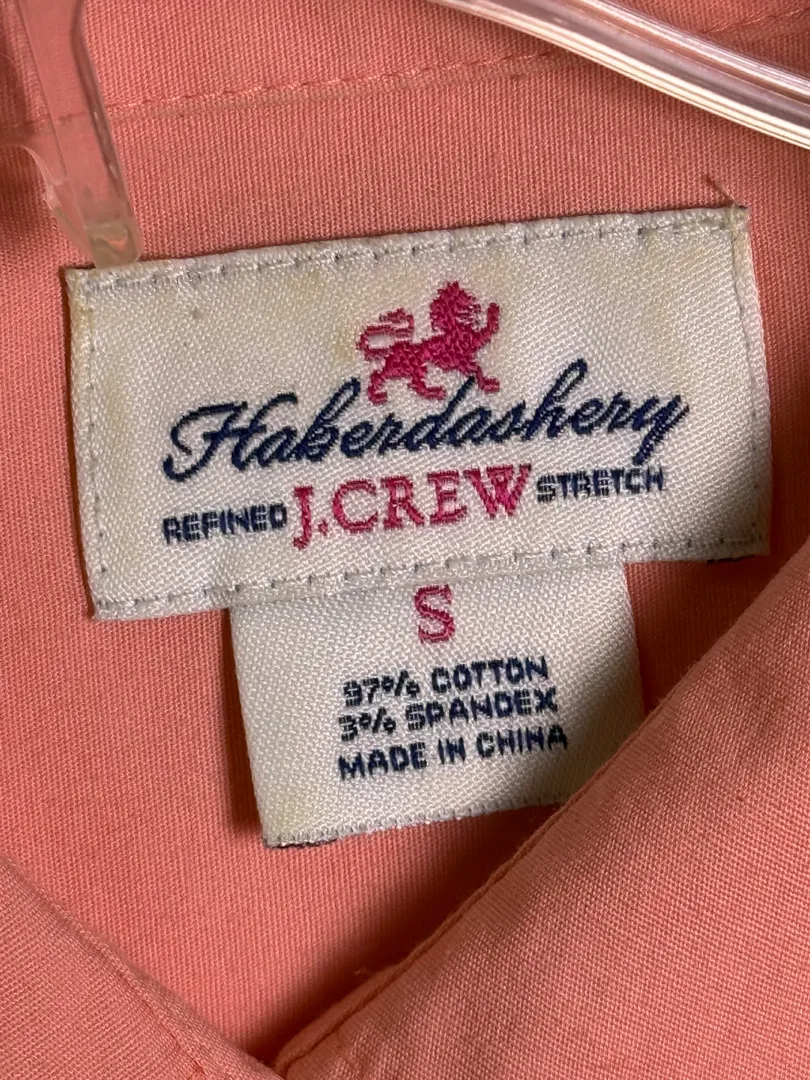 Haberdashery
REFINED J.CREW STRETCH
S
97% COTTON
3% SPANDEX
MADE IN CHINA